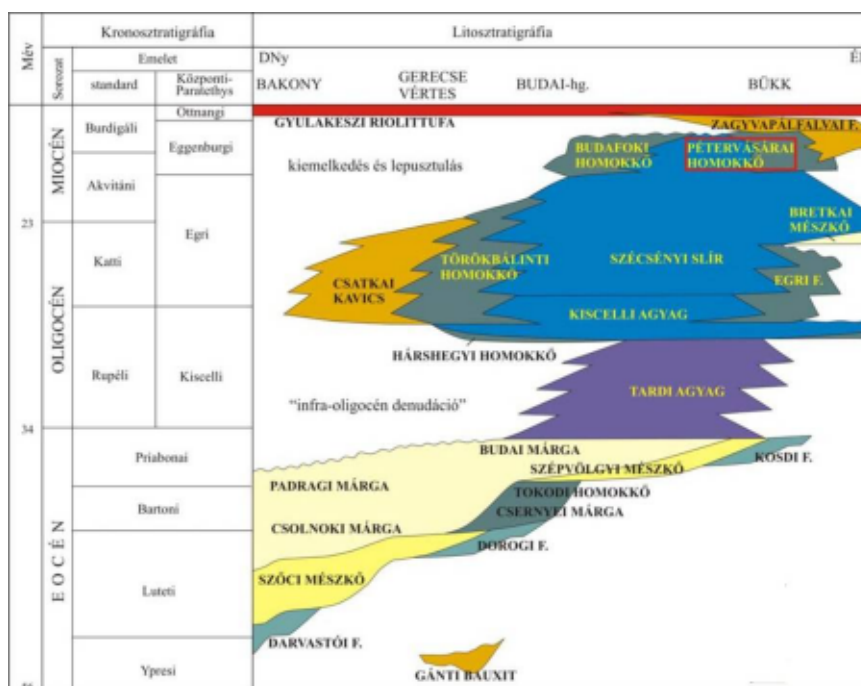 Kronosztratigráfia
Litosztratigráfia
Mév
Sorozat
Emelet
standard
Központi-
Paratethys
DNy
BAKONY
GERECSE
VÉRTES
BUDAI-hg.
BÜKK
MIOCÉN
Burdigáli
Ottnangi
Eggenburgi
Akvitáni
Egri
23
OLIGOCÉN
Katti
Rupéli
Kiscelli
34
EOCÉN
Priabonai
Bartoni
Luteti
Ypresi
GYULAKESZI RIOLITTUFA
ZAGYVAPÁLFALVAI F.
kiemelkedés és lepusztulás
BUDAFOKI
HOMOKKŐ
PÉTERVÁSÁRAI
HOMOKKŐ
BRETKAI
MÉSZKŐ
TÖRÖKBÁLINTI
HOMOKKŐ
SZÉCSÉNYI SLÍR
CSATKAI
KAVICS
EGRI F.
KISCELLI AGYAG
HÁRSHEGYI HOMOKKŐ
TARDI AGYAG
"infra-oligocén denudáció"
BUDAI MÁRGA
SZÉPVÖLGYI MÉSZKŐ
KOSDI F.
PADRAGI MÁRGA
TOKODI HOMOKKŐ
CSERNYEI MÁRGA
CSOLNOKI MÁRGA
DOROGI F.
SZŐCI MÉSZKŐ
DARVASTÓI F.
GÁNTI BAUXIT